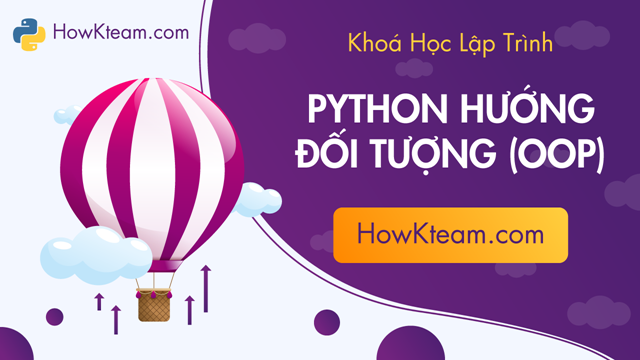 HowKteam.com
Khoá Học Lập Trình
PYTHON HƯỚNG
ĐỐI TƯỢNG (OOP)
HowKteam.com